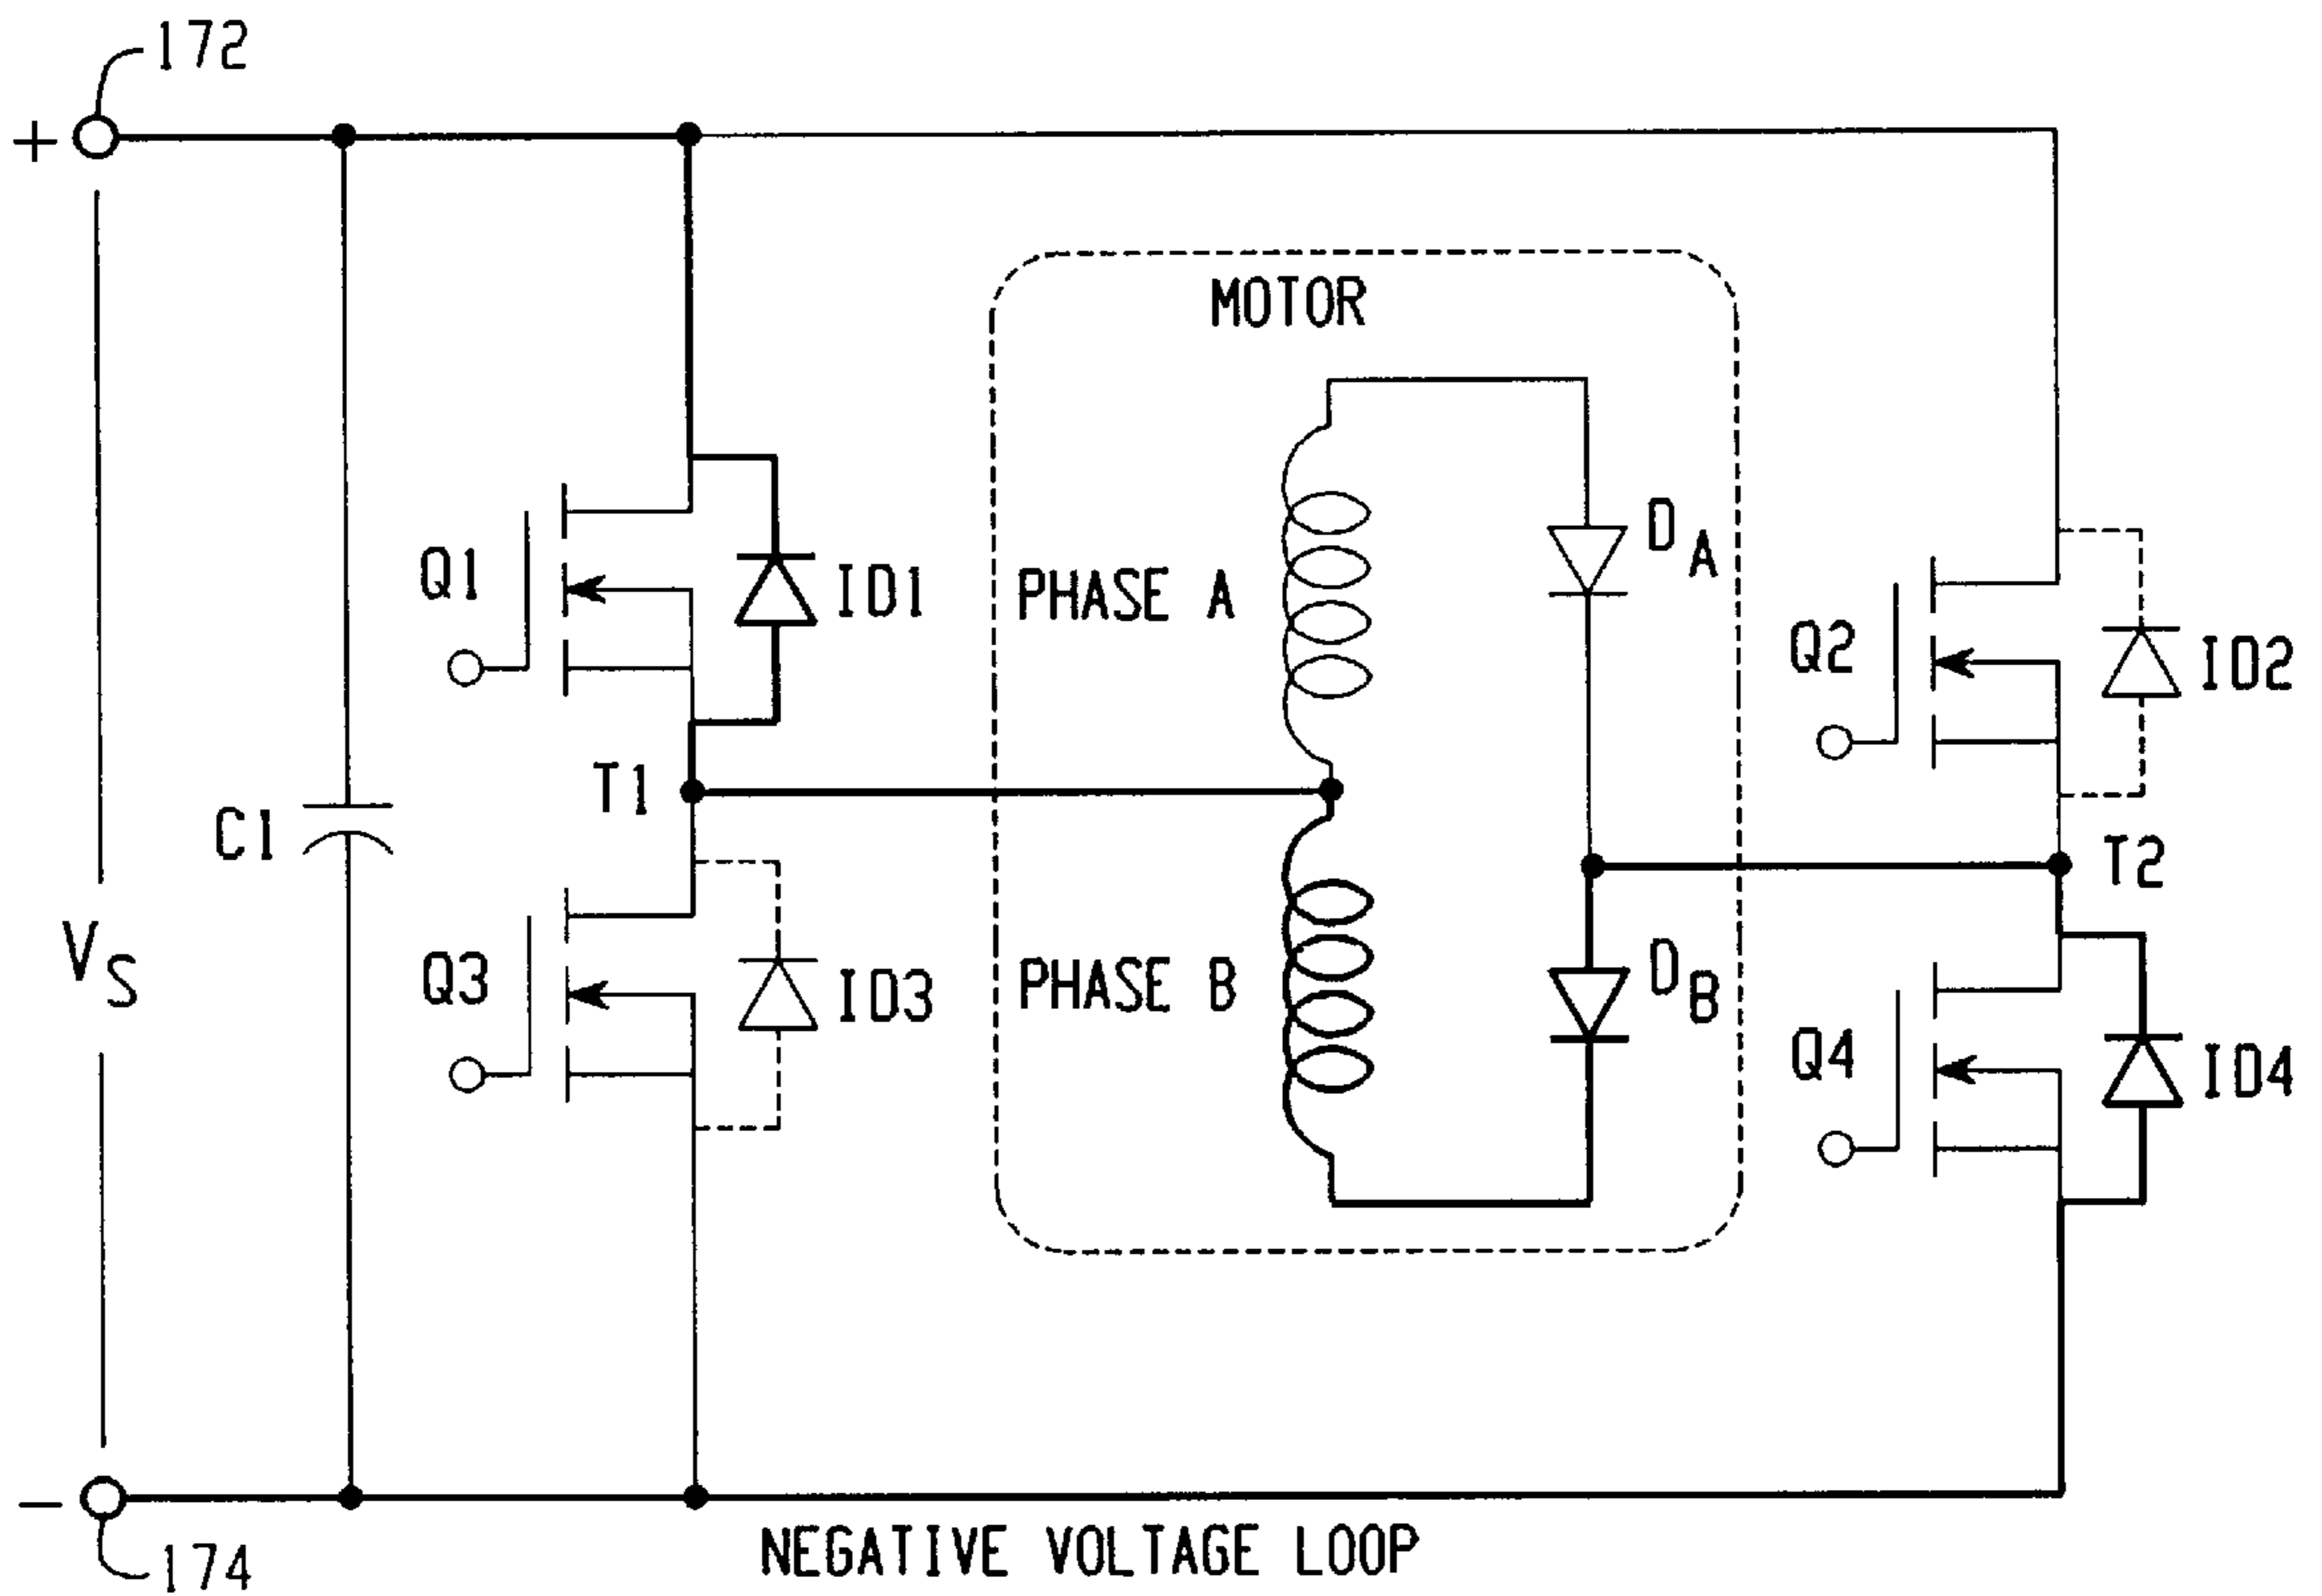 172
+
MOTOR
Q1
ID1
PHASE A
D A
Q2
ID2
T1
C1
T2
V S
Q3
ID3
PHASE B
D B
Q4
ID4
−
174
NEGATIVE VOLTAGE LOOP